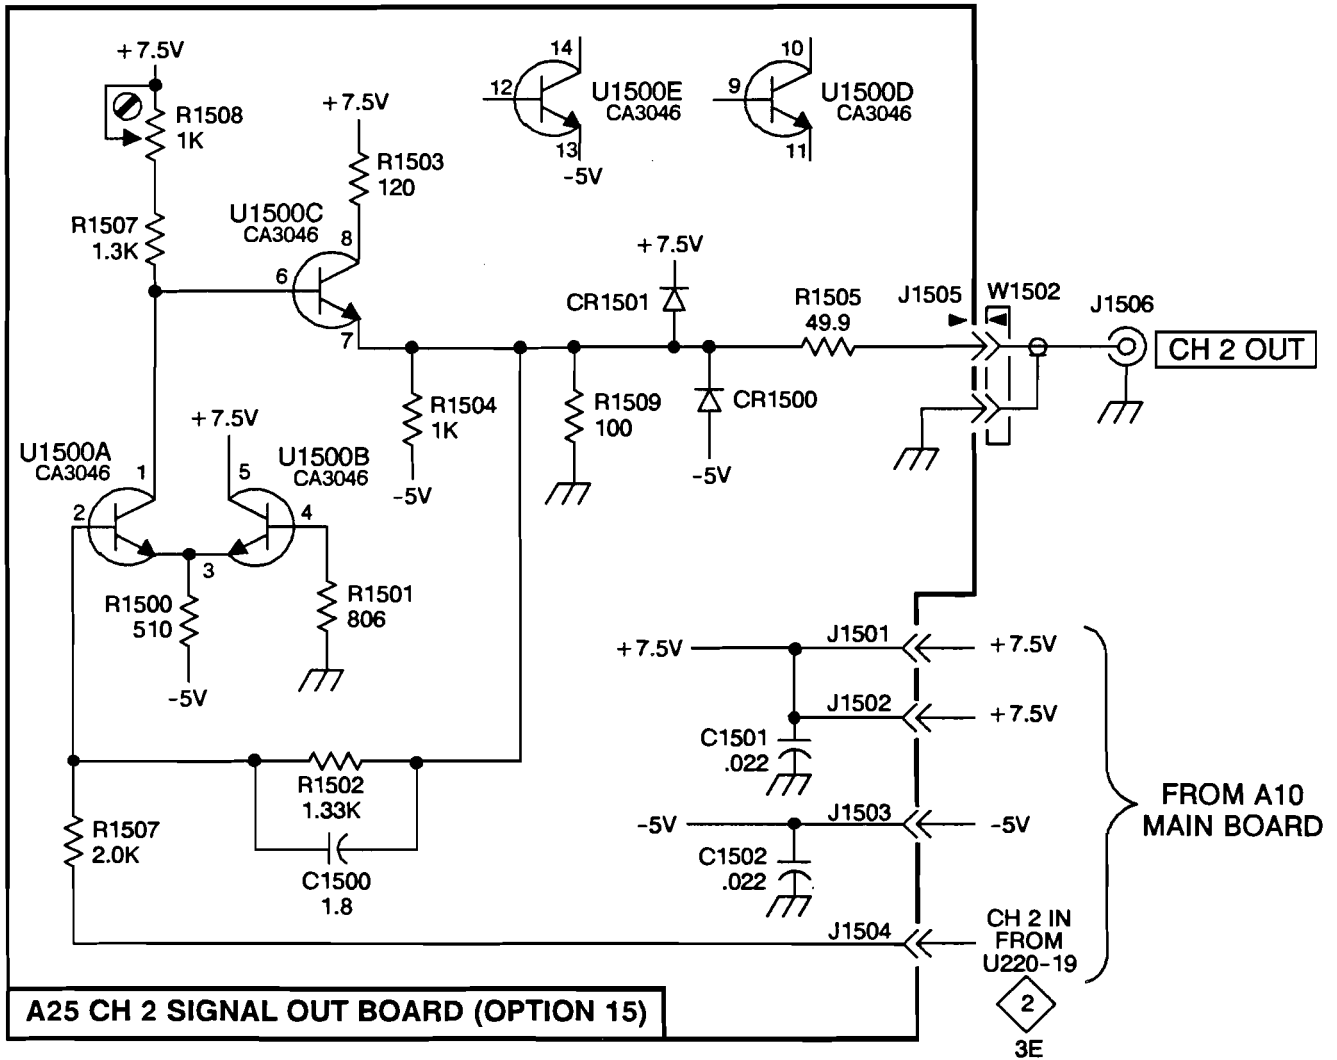 +7.5V
R1508
1K
R1507
1.3K
+7.5V
R1503
120
U1500C
CA3046
8
6
7
14
12
13
U1500E
CA3046
-5V
10
9
11
U1500D
CA3046
+7.5V
CR1501
R1505
49.9
J1505
W1502
J1506
CH 2 OUT
R1504
1K
-5V
R1509
100
CR1500
-5V
U1500A
CA3046
1
2
+7.5V
U1500B
CA3046
5
4
3
R1500
510
-5V
R1501
806
R1502
1.33K
C1500
1.8
R1507
2.0K
+7.5V
J1501
+7.5V
J1502
+7.5V
C1501
.022
-5V
J1503
-5V
C1502
.022
J1504
CH 2 IN
FROM
U220-19
2
3E
FROM A10
MAIN BOARD
A25 CH 2 SIGNAL OUT BOARD (OPTION 15)